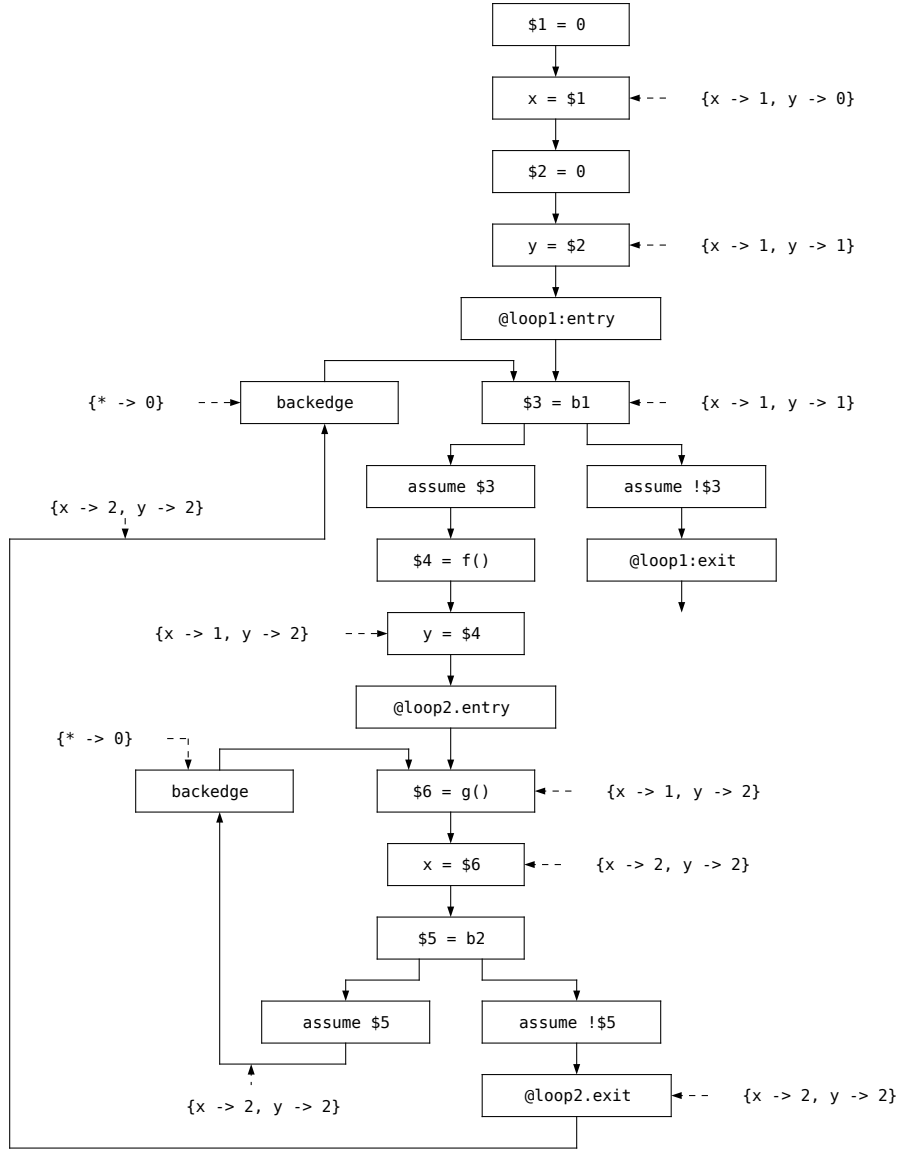 $1 = 0
x = $1
{x -> 1, y -> 0}
$2 = 0
y = $2
{x -> 1, y -> 1}
@loop1:entry
{* -> 0}
backedge
$3 = b1
{x -> 1, y -> 1}
assume $3
assume !$3
{x -> 2, y -> 2}
$4 = f()
@loop1:exit
{x -> 1, y -> 2}
y = $4
@loop2.entry
{* -> 0}
backedge
$6 = g()
{x -> 1, y -> 2}
x = $6
{x -> 2, y -> 2}
$5 = b2
assume $5
assume !$5
{x -> 2, y -> 2}
@loop2.exit
{x -> 2, y -> 2}